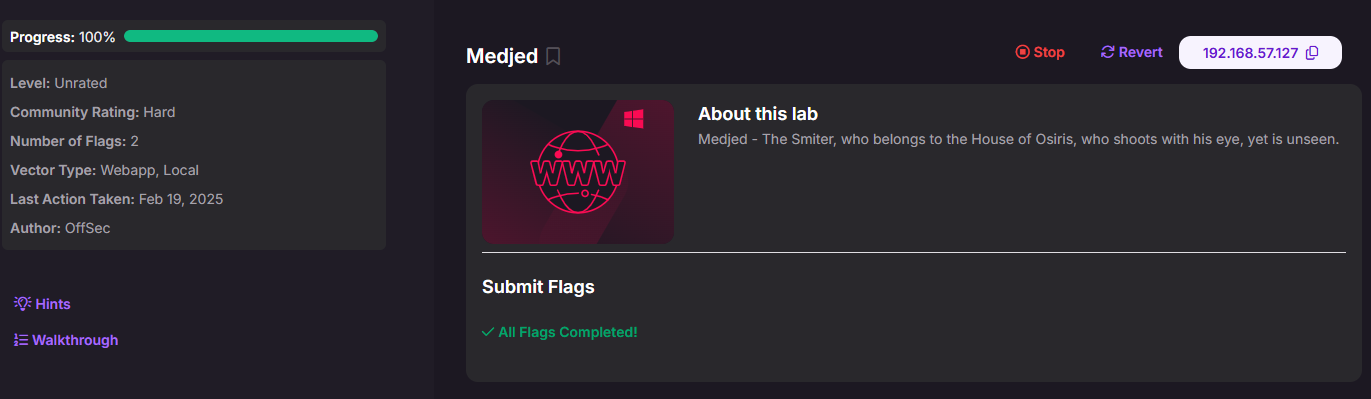 Progress: 100%
Level: Unrated
Community Rating: Hard
Number of Flags: 2
Vector Type: Webapp, Local
Last Action Taken: Feb 19, 2025
Author: OffSec
Hints
Walkthrough
Medjed
Stop
Revert
192.168.57.127
WWW
About this lab
Medjed - The Smiter, who belongs to the House of Osiris, who shoots with his eye, yet is unseen.
Submit Flags
All Flags Completed!